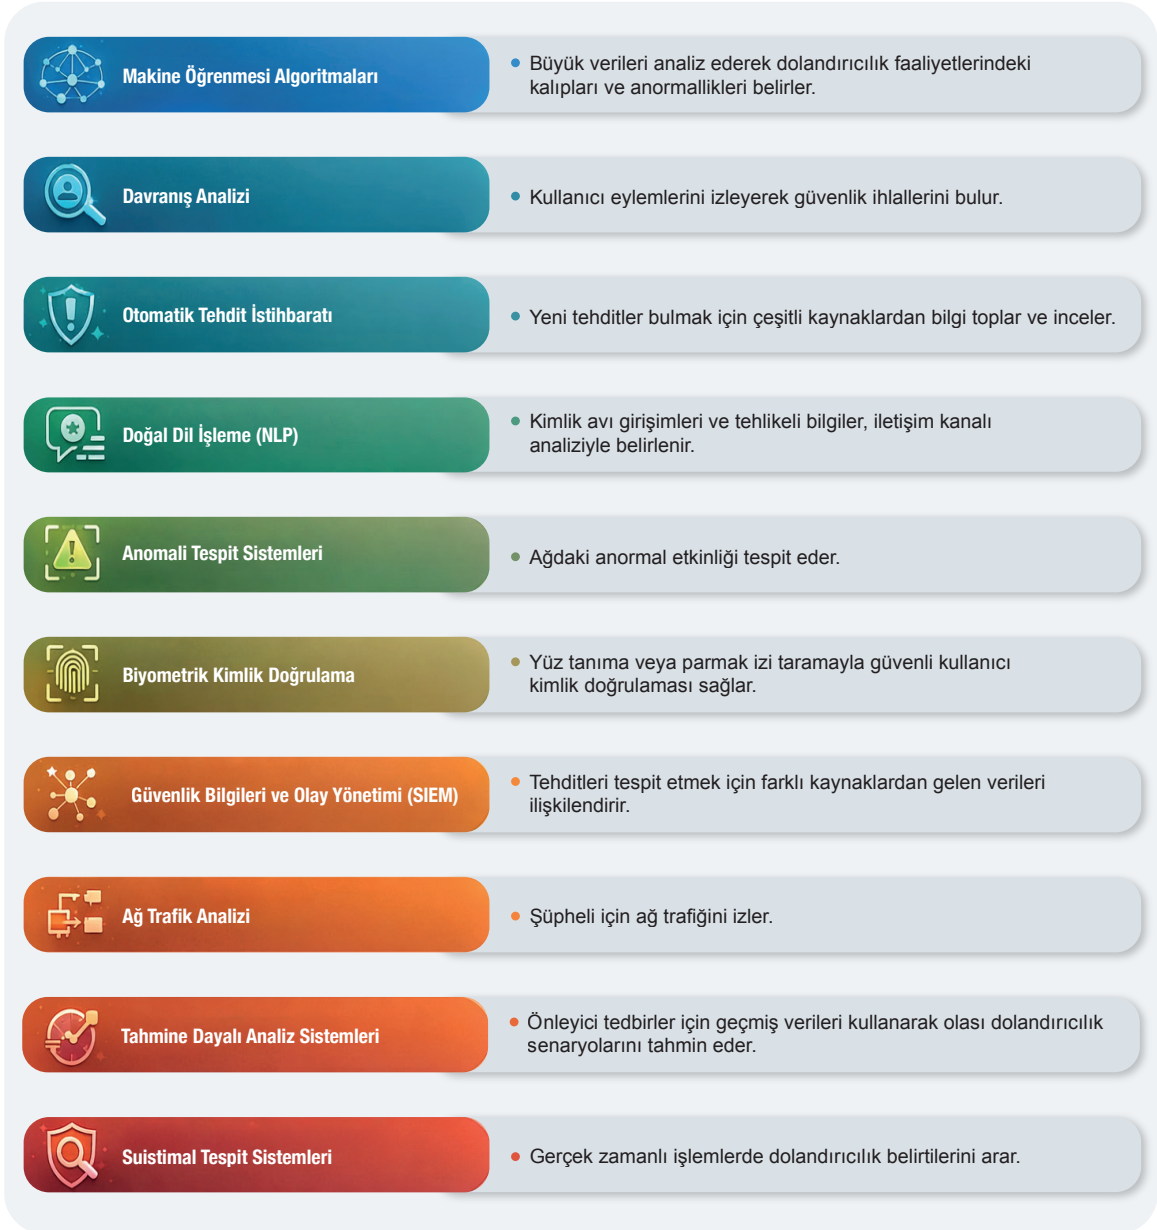 Makine Öğrenmesi Algoritmaları
• Büyük verileri analiz ederek dolandırıcılık faaliyetlerindeki
kalıpları ve anormallikleri belirler.
Davranış Analizi
• Kullanıcı eylemlerini izleyerek güvenlik ihlallerini bulur.
Otomatik Tehdit İstihbaratı
• Yeni tehditler bulmak için çeşitli kaynaklardan bilgi toplar ve inceler.
Doğal Dil İşleme (NLP)
• Kimlik avı girişimleri ve tehlikeli bilgiler, iletişim kanalı
analiziyle belirlenir.
Anomali Tespit Sistemleri
• Ağdaki anormal etkinliği tespit eder.
Biyometrik Kimlik Doğrulama
• Yüz tanıma veya parmak izi taramayla güvenli kullanıcı
kimlik doğrulaması sağlar.
Güvenlik Bilgileri ve Olay Yönetimi (SIEM)
• Tehditleri tespit etmek için farklı kaynaklardan gelen verileri
ilişkilendirir.
Ağ Trafik Analizi
• Şüpheli için ağ trafiğini izler.
Tahmine Dayalı Analiz Sistemleri
• Önleyici tedbirler için geçmiş verileri kullanarak olası dolandırıcılık
senaryolarını tahmin eder.
Suistimal Tespit Sistemleri
• Gerçek zamanlı işlemlerde dolandırıcılık belirtilerini arar.